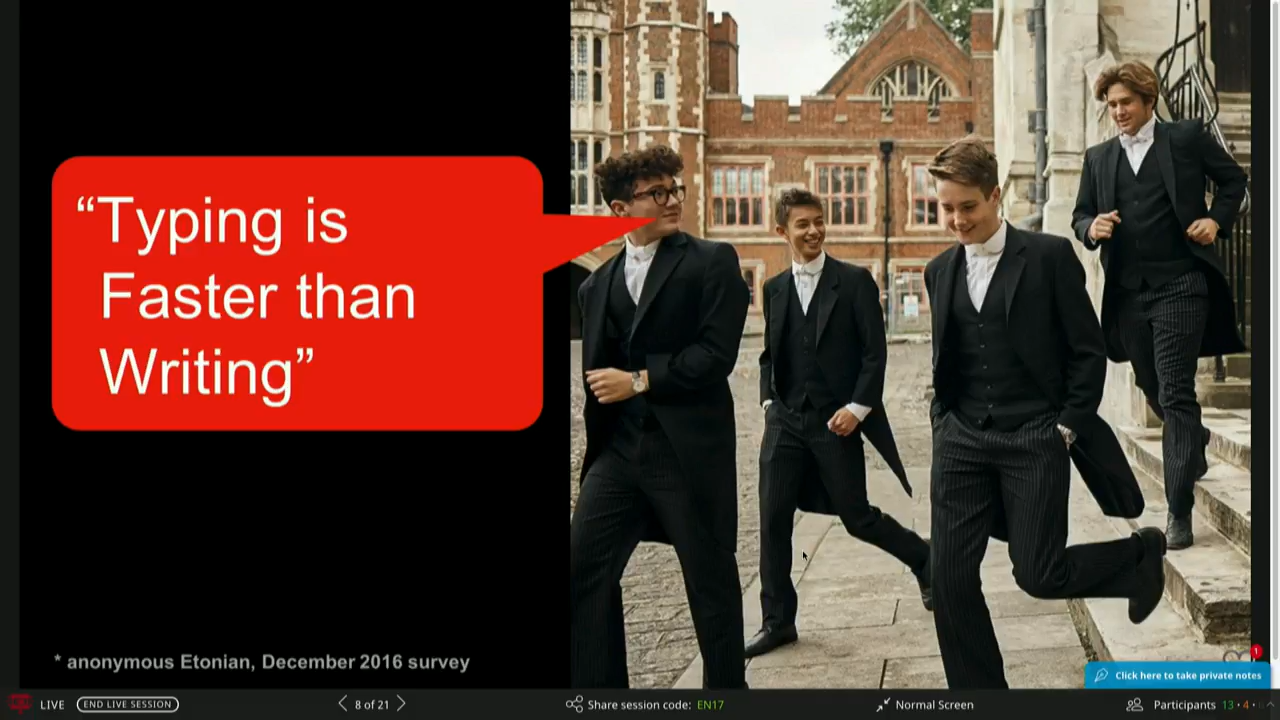 “Typing is
Faster than
Writing”
* anonymous Etonian, December 2016 survey
1
Click here to take private notes
LIVE
END LIVE SESSION
8 of 21
Share session code: EN17
Normal Screen
Participants 13 • 4 •